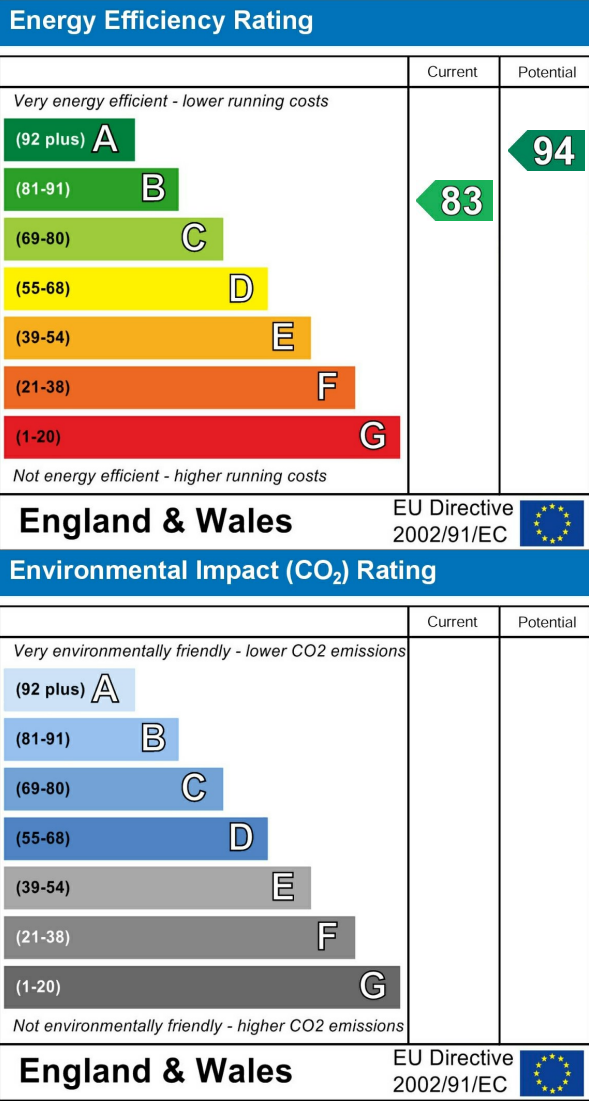 Energy Efficiency Rating
Current Potential
Very energy efficient - lower running costs
(92 plus) A
94
(81-91) B
83
(69-80) C
(55-68) D
(39-54) E
(21-38) F
(1-20) G
Not energy efficient - higher running costs
England & Wales
EU Directive
2002/91/EC
Environmental Impact (CO₂) Rating
Current Potential
Very environmentally friendly - lower CO2 emissions
(92 plus) A
(81-91) B
(69-80) C
(55-68) D
(39-54) E
(21-38) F
(1-20) G
Not environmentally friendly - higher CO2 emissions
England & Wales
EU Directive
2002/91/EC